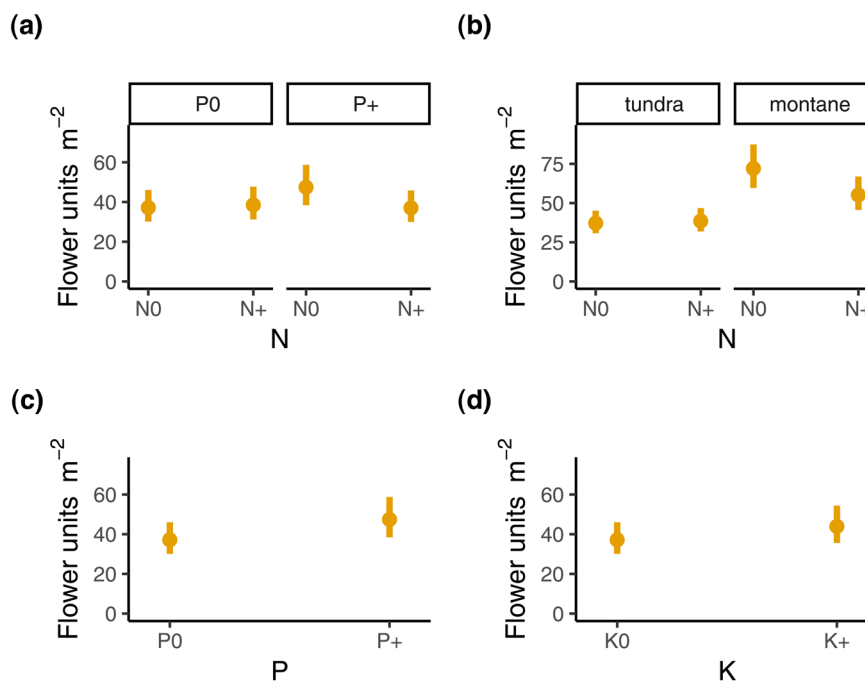 (a)
P0 P+
Flower units m⁻²
60
40
20
0
N0 N+ N0 N+
N
(b)
tundra montane
Flower units m⁻²
75
50
25
0
N0 N+ N0 N+
N
(c)
Flower units m⁻²
60
40
20
0
P0 P+
P
(d)
Flower units m⁻²
60
40
20
0
K0 K+
K